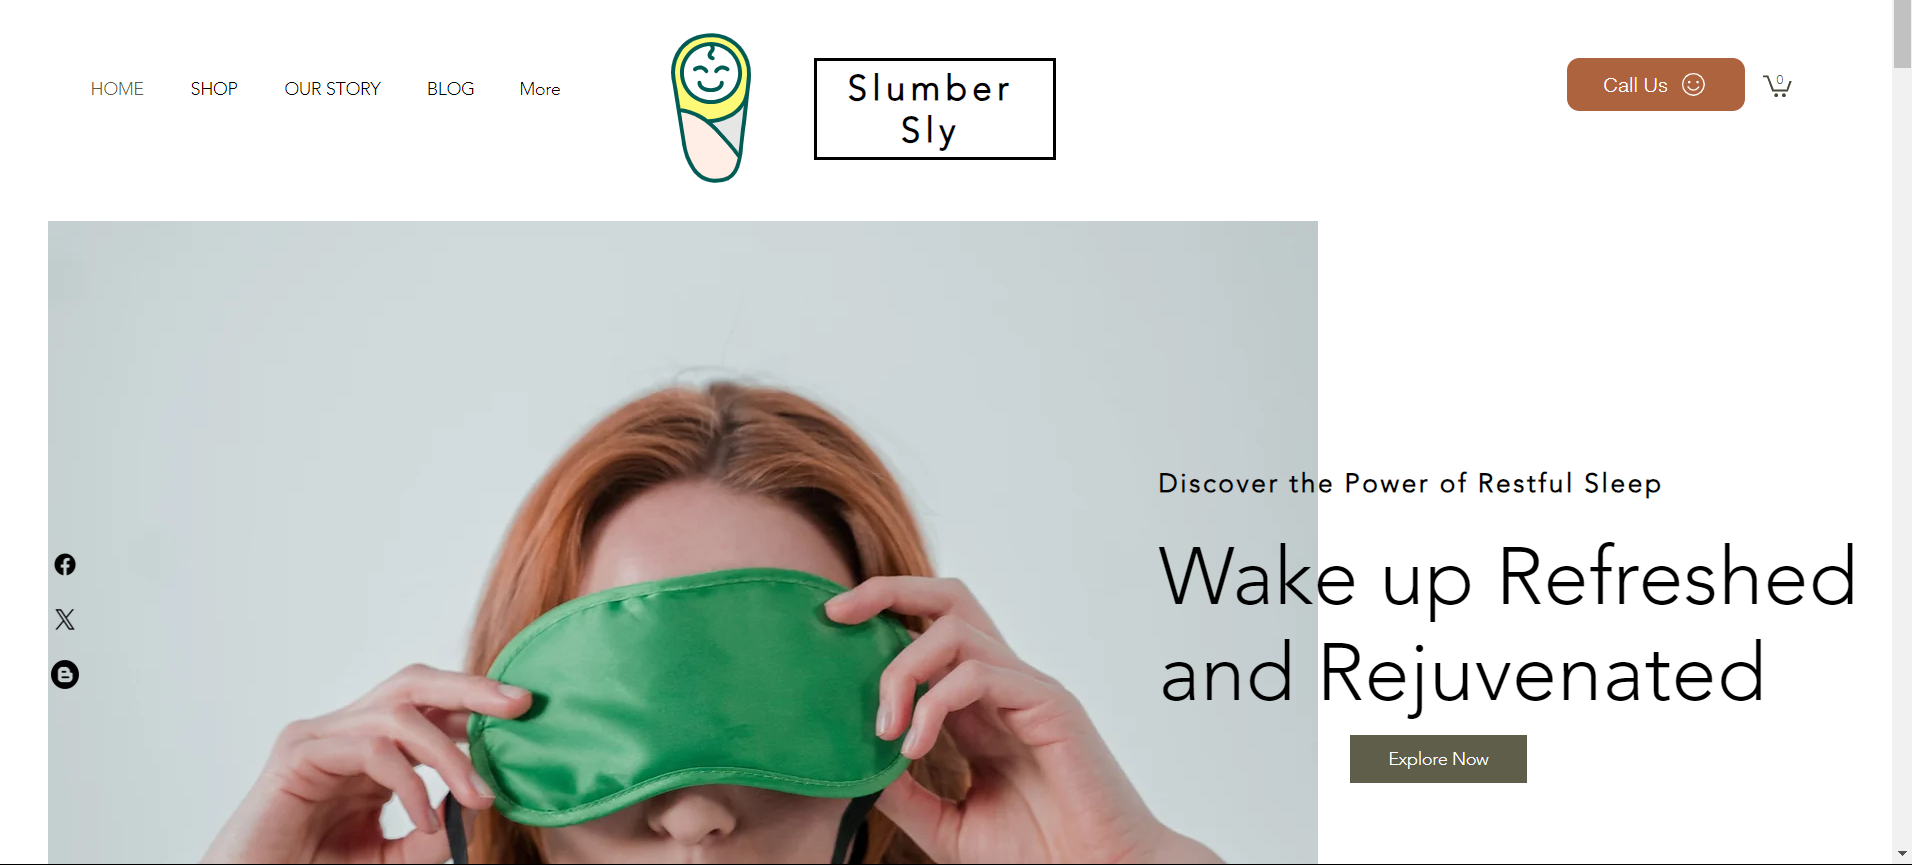 HOME
SHOP
OUR STORY
BLOG
More
Slumber
Sly
Call Us
0
Discover the Power of Restful Sleep
Wake up Refreshed
and Rejuvenated
Explore Now